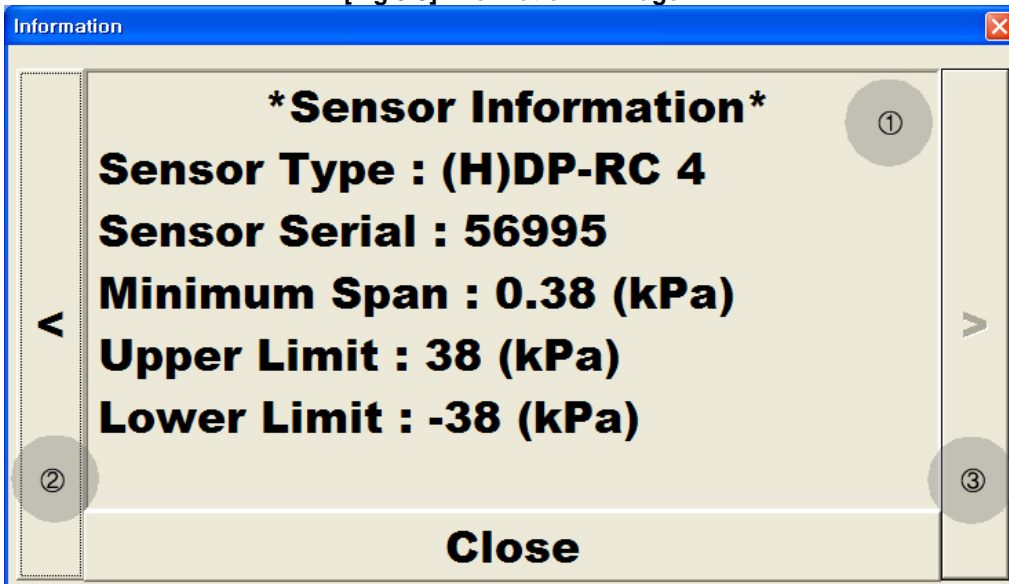 Information
*Sensor Information*
①
Sensor Type : (H)DP-RC 4
Sensor Serial : 56995
Minimum Span : 0.38 (kPa)
<
>
Upper Limit : 38 (kPa)
Lower Limit : -38 (kPa)
②
③
Close